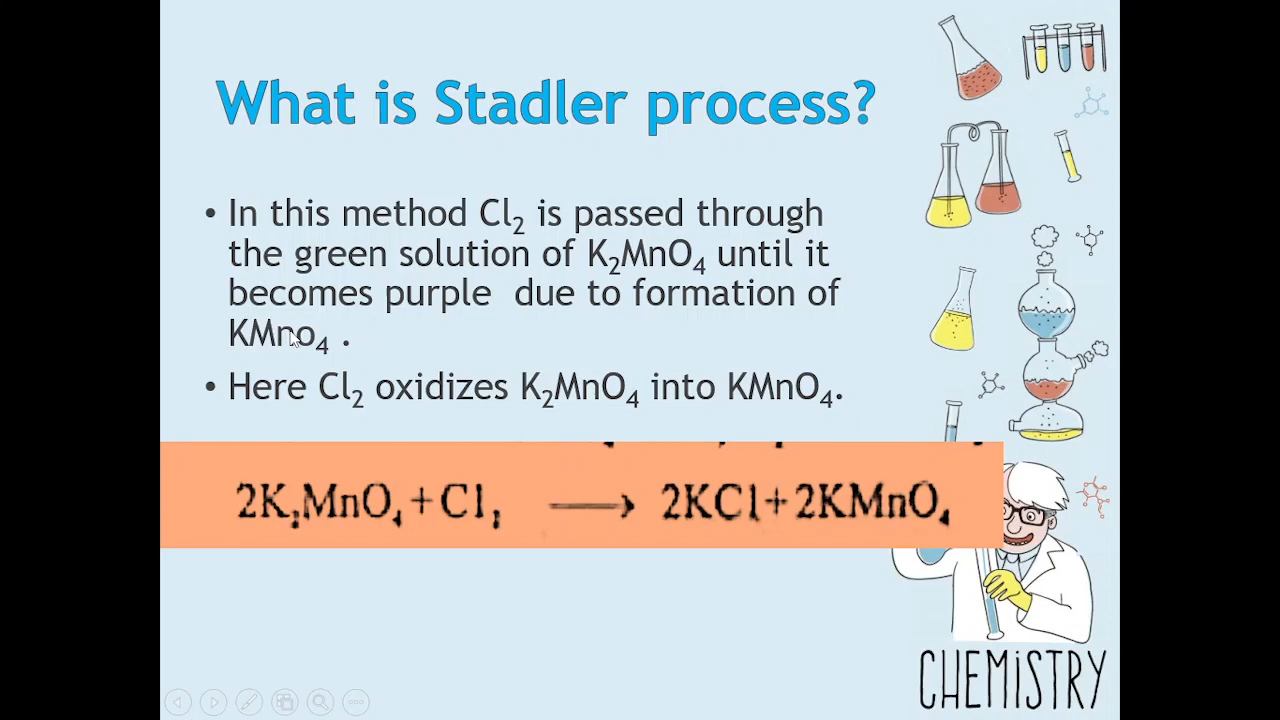 What is Stadler process?
• In this method Cl₂ is passed through
the green solution of K₂MnO₄ until it
becomes purple  due to formation of
KMno₄ .
• Here Cl₂ oxidizes K₂MnO₄ into KMnO₄.
2K₂MnO₄+Cl₂ ⟶ 2KCl+2KMnO₄
CHEMiSTRY